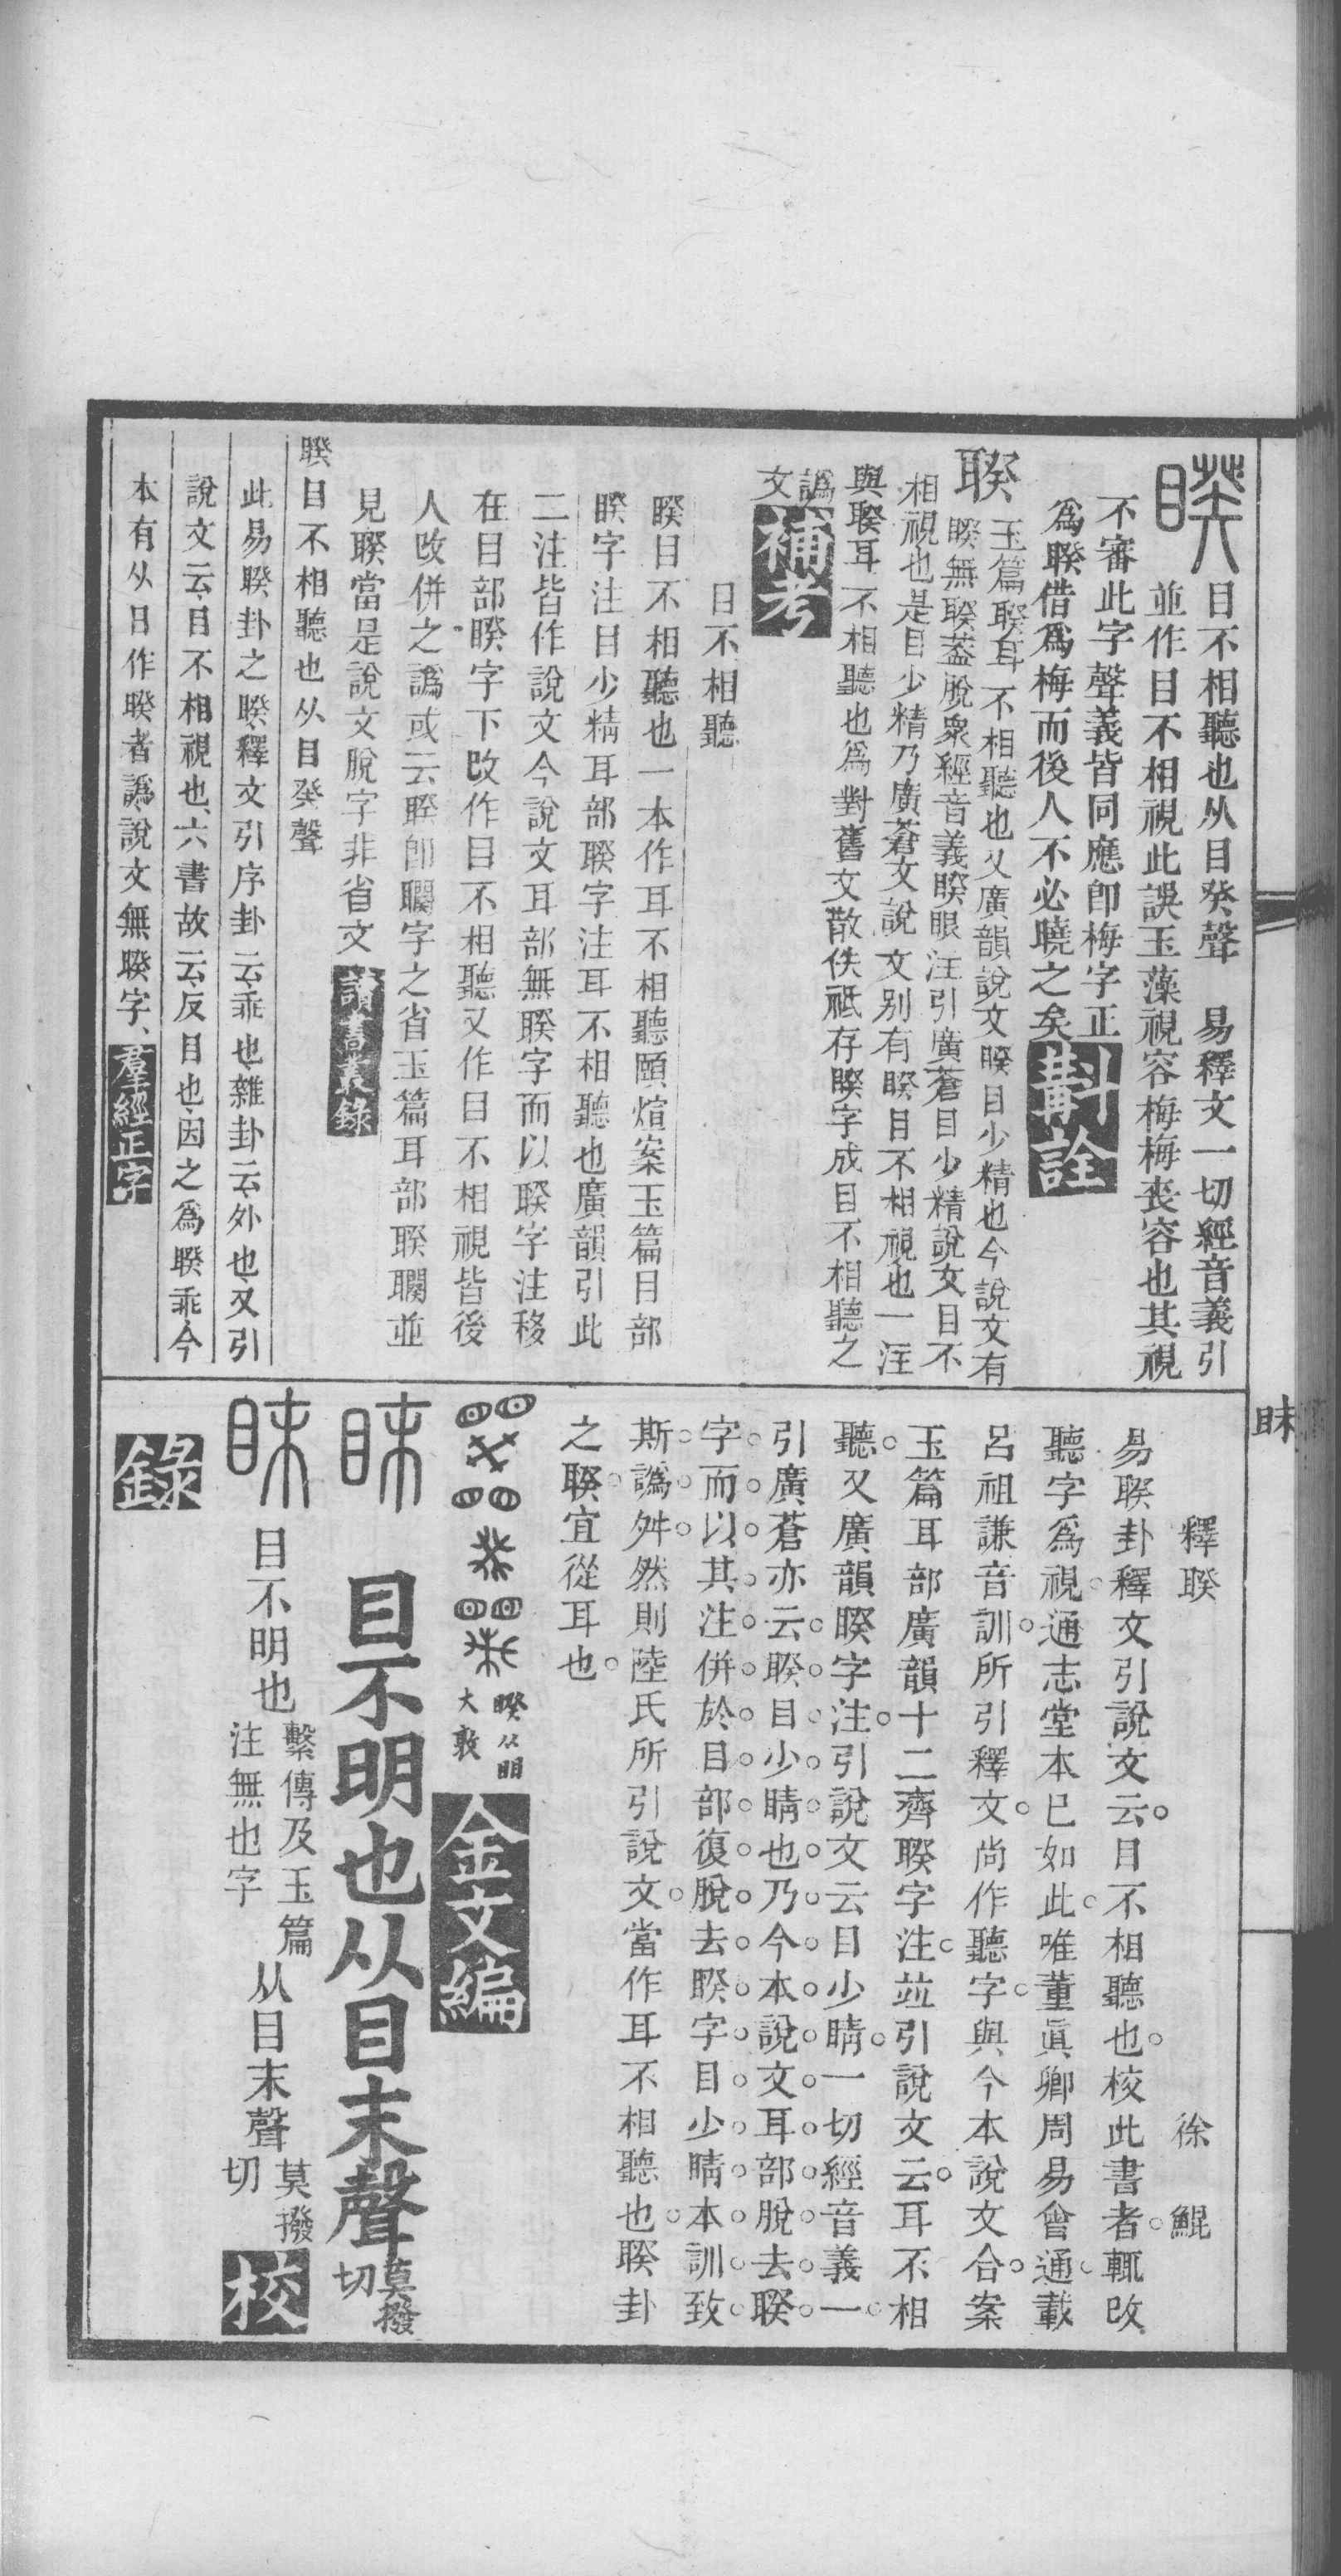 目不相聽也从目癸聲　易釋文一切經音義引
並作目不相視此誤玉藻視容梅梅喪容也其視
不審此字聲義皆同應卽梅字正
爲睽借爲梅而後人不必曉之矣斠詮
聧
玉篇聧耳不相聽也又廣韻說文睽目少精也今說文有
睽無聧葢脫衆經音義睽眼注引廣蒼目少精說文目不
相視也是目少精乃廣蒼文說文别有睽目不相視也一注
與聧耳不相聽也爲對舊文散佚祗存睽字成目不相聽之
譌
文
補考
目不相聽
睽目不相聽也一本作耳不相聽頤煊案玉篇目部
睽字注目少精耳部聧字注耳不相聽也廣韻引此
二注皆作說文今說文耳部無聧字而以聧字注移
在目部睽字下改作目不相聽又作目不相視皆後
人改併之譌或云聧卽聞字之省玉篇耳部聧並
見聧當是說文脫字非省文　讀書叢錄
睽目不相聽也从目癸聲
此易睽卦之睽釋文引序卦云乖也雜卦云外也又引
說文云目不相視也六書故云反目也因之爲睽乖今
本有从日作暌者譌說文無暌字、羣經正字
眛
釋睽　徐鯤
易睽卦釋文引說文云目不相聽也校此書者輒改
聽字爲視通志堂本已如此唯董眞卿周易會通載
呂祖謙音訓所引釋文尚作聽字與今本說文合案
玉篇耳部廣韻十二齊聧字注竝引說文云耳不相
聽又廣韻睽字注引說文云目少睛一切經音義一
引廣蒼亦云睽目少睛也乃今本說文耳部脫去聧
字而以其注併於目部復脫去睽字目少睛本訓致
斯譌舛然則陸氏所引說文當作耳不相聽也睽卦
之聧宜從耳也
睽从䀠
大敦
金文編
目不明也从目末聲莫撥
切
目不明也繫傳及玉篇
注無也字从目末聲莫撥
切校
錄